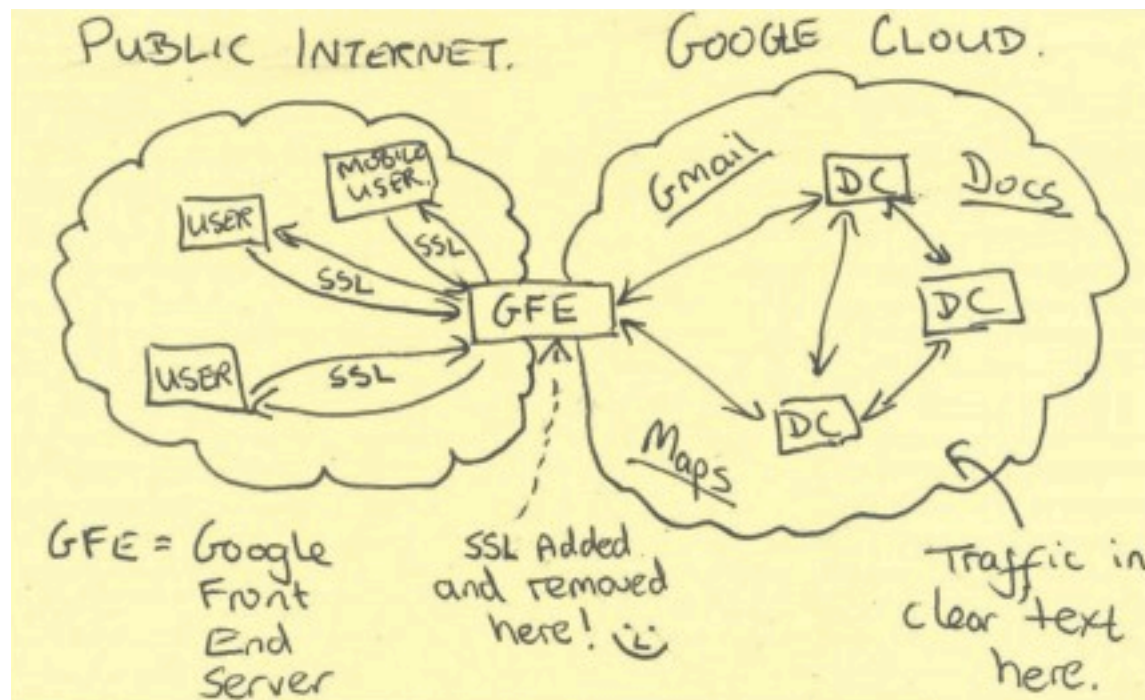 PUBLIC INTERNET.
GOOGLE CLOUD.
MOBILE
USER.
USER
SSL
SSL
USER
SSL
GFE
Gmail
DC
Docs
DC
DC
Maps
GFE = Google
Front
End
Server
SSL Added
and removed
here!
Traffic in
clear text
here.